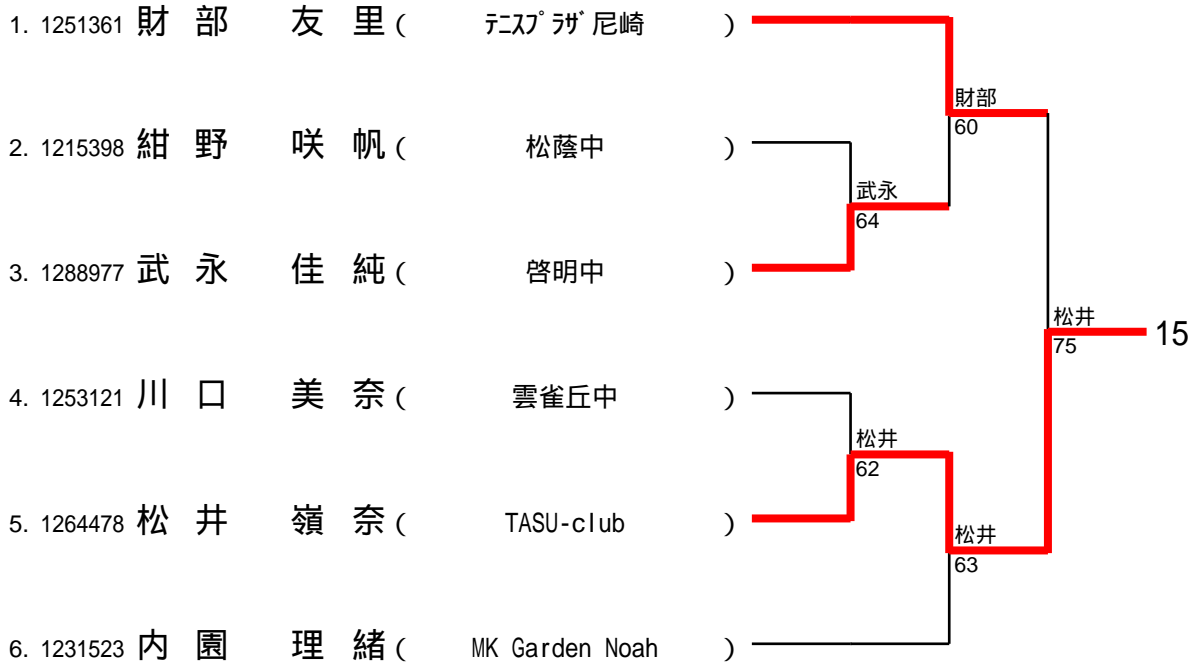 1. 1251361 財部 友里 ( テニスプラザ尼崎 )
財部
60
2. 1215398 紺野 咲帆 ( 松蔭中 )
武永
64
3. 1288977 武永 佳純 ( 啓明中 )
松井
75
15
4. 1253121 川口 美奈 ( 雲雀丘中 )
松井
62
5. 1264478 松井 嶺奈 ( TASU-club )
松井
63
6. 1231523 内園 理緒 ( MK Garden Noah )